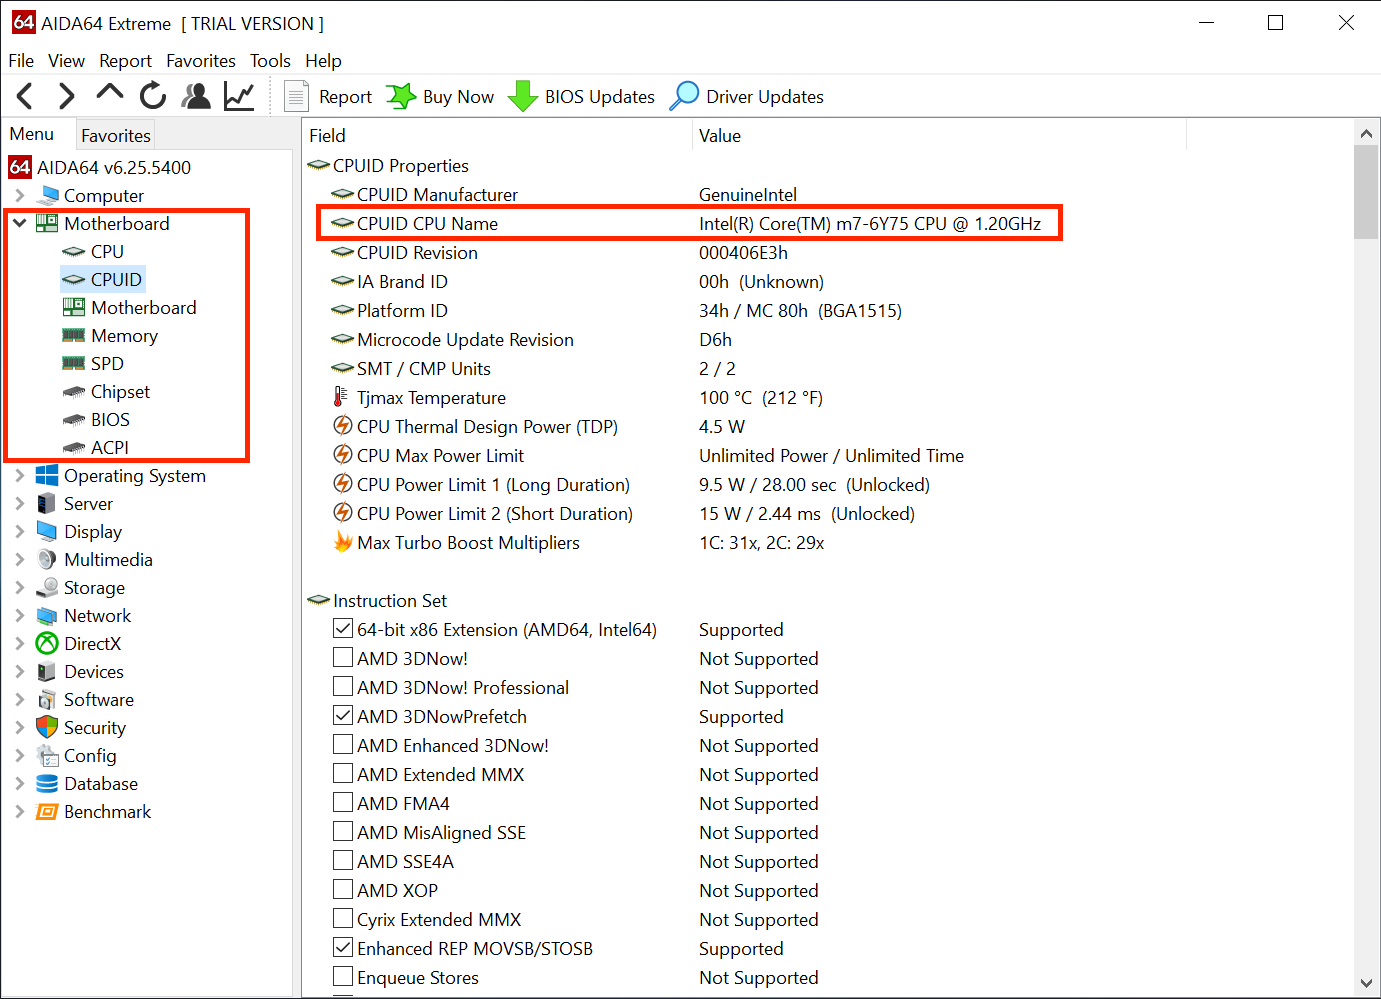 64 AIDA64 Extreme [ TRIAL VERSION ]
File View Report Favorites Tools Help
Report Buy Now BIOS Updates Driver Updates
Menu Favorites
64 AIDA64 v6.25.5400
Computer
Motherboard
CPU
CPUID
Motherboard
Memory
SPD
Chipset
BIOS
ACPI
Operating System
Server
Display
Multimedia
Storage
Network
DirectX
Devices
Software
Security
Config
Database
Benchmark
Field Value
CPUID Properties
CPUID Manufacturer GenuineIntel
CPUID CPU Name Intel(R) Core(TM) m7-6Y75 CPU @ 1.20GHz
CPUID Revision 000406E3h
IA Brand ID 00h (Unknown)
Platform ID 34h / MC 80h (BGA1515)
Microcode Update Revision D6h
SMT / CMP Units 2 / 2
Tjmax Temperature 100 °C (212 °F)
CPU Thermal Design Power (TDP) 4.5 W
CPU Max Power Limit Unlimited Power / Unlimited Time
CPU Power Limit 1 (Long Duration) 9.5 W / 28.00 sec (Unlocked)
CPU Power Limit 2 (Short Duration) 15 W / 2.44 ms (Unlocked)
Max Turbo Boost Multipliers 1C: 31x, 2C: 29x
Instruction Set
64-bit x86 Extension (AMD64, Intel64) Supported
AMD 3DNow! Not Supported
AMD 3DNow! Professional Not Supported
AMD 3DNowPrefetch Supported
AMD Enhanced 3DNow! Not Supported
AMD Extended MMX Not Supported
AMD FMA4 Not Supported
AMD MisAligned SSE Not Supported
AMD SSE4A Not Supported
AMD XOP Not Supported
Cyrix Extended MMX Not Supported
Enhanced REP MOVSB/STOSB Supported
Enqueue Stores Not Supported